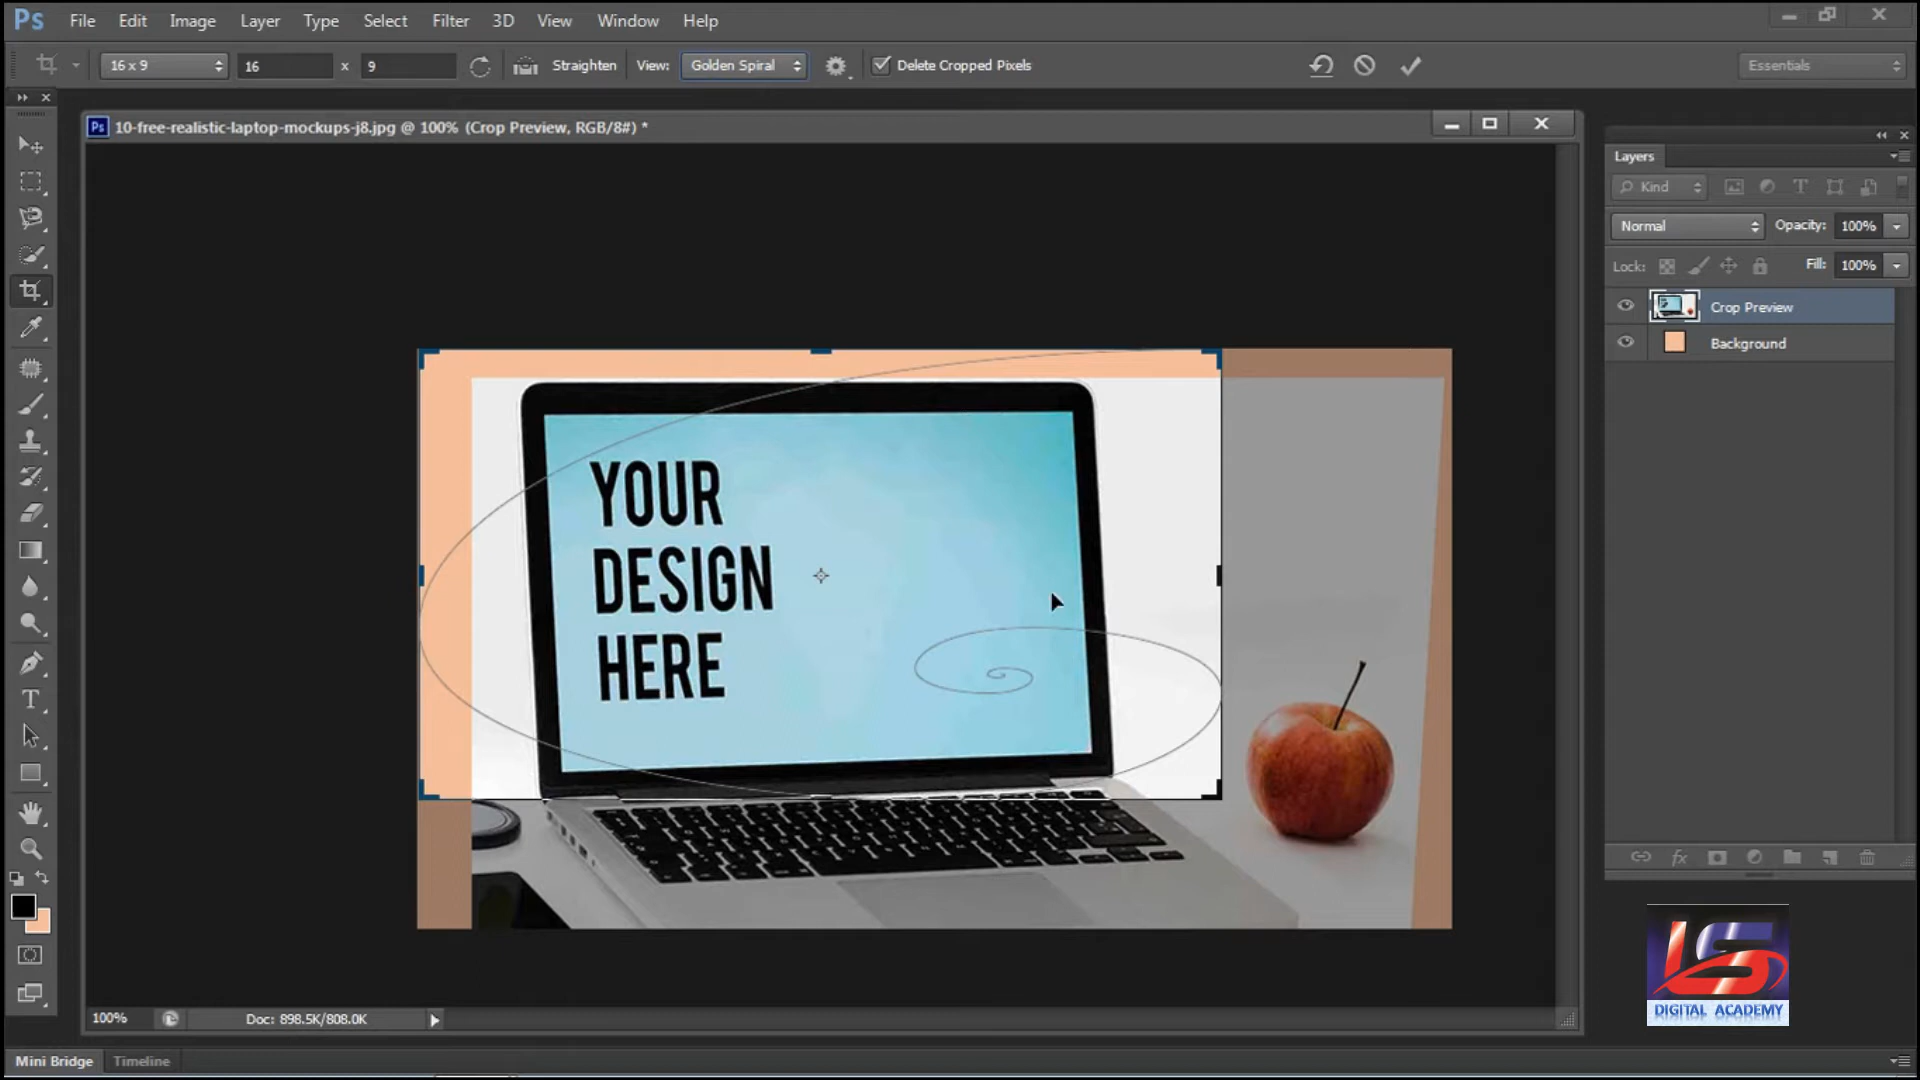 Ps File Edit Image Layer Type Select Filter 3D View Window Help
16 x 9 16 x 9 Straighten View: Golden Spiral Delete Cropped Pixels Essentials
Ps 10-free-realistic-laptop-mockups-j8.jpg @ 100% (Crop Preview, RGB/8#) *
Layers
Kind
Normal Opacity: 100%
Lock: Fill: 100%
Crop Preview
Background
YOUR
DESIGN
HERE
LS
DIGITAL ACADEMY
100% Doc: 898.5K/808.0K
Mini Bridge Timeline